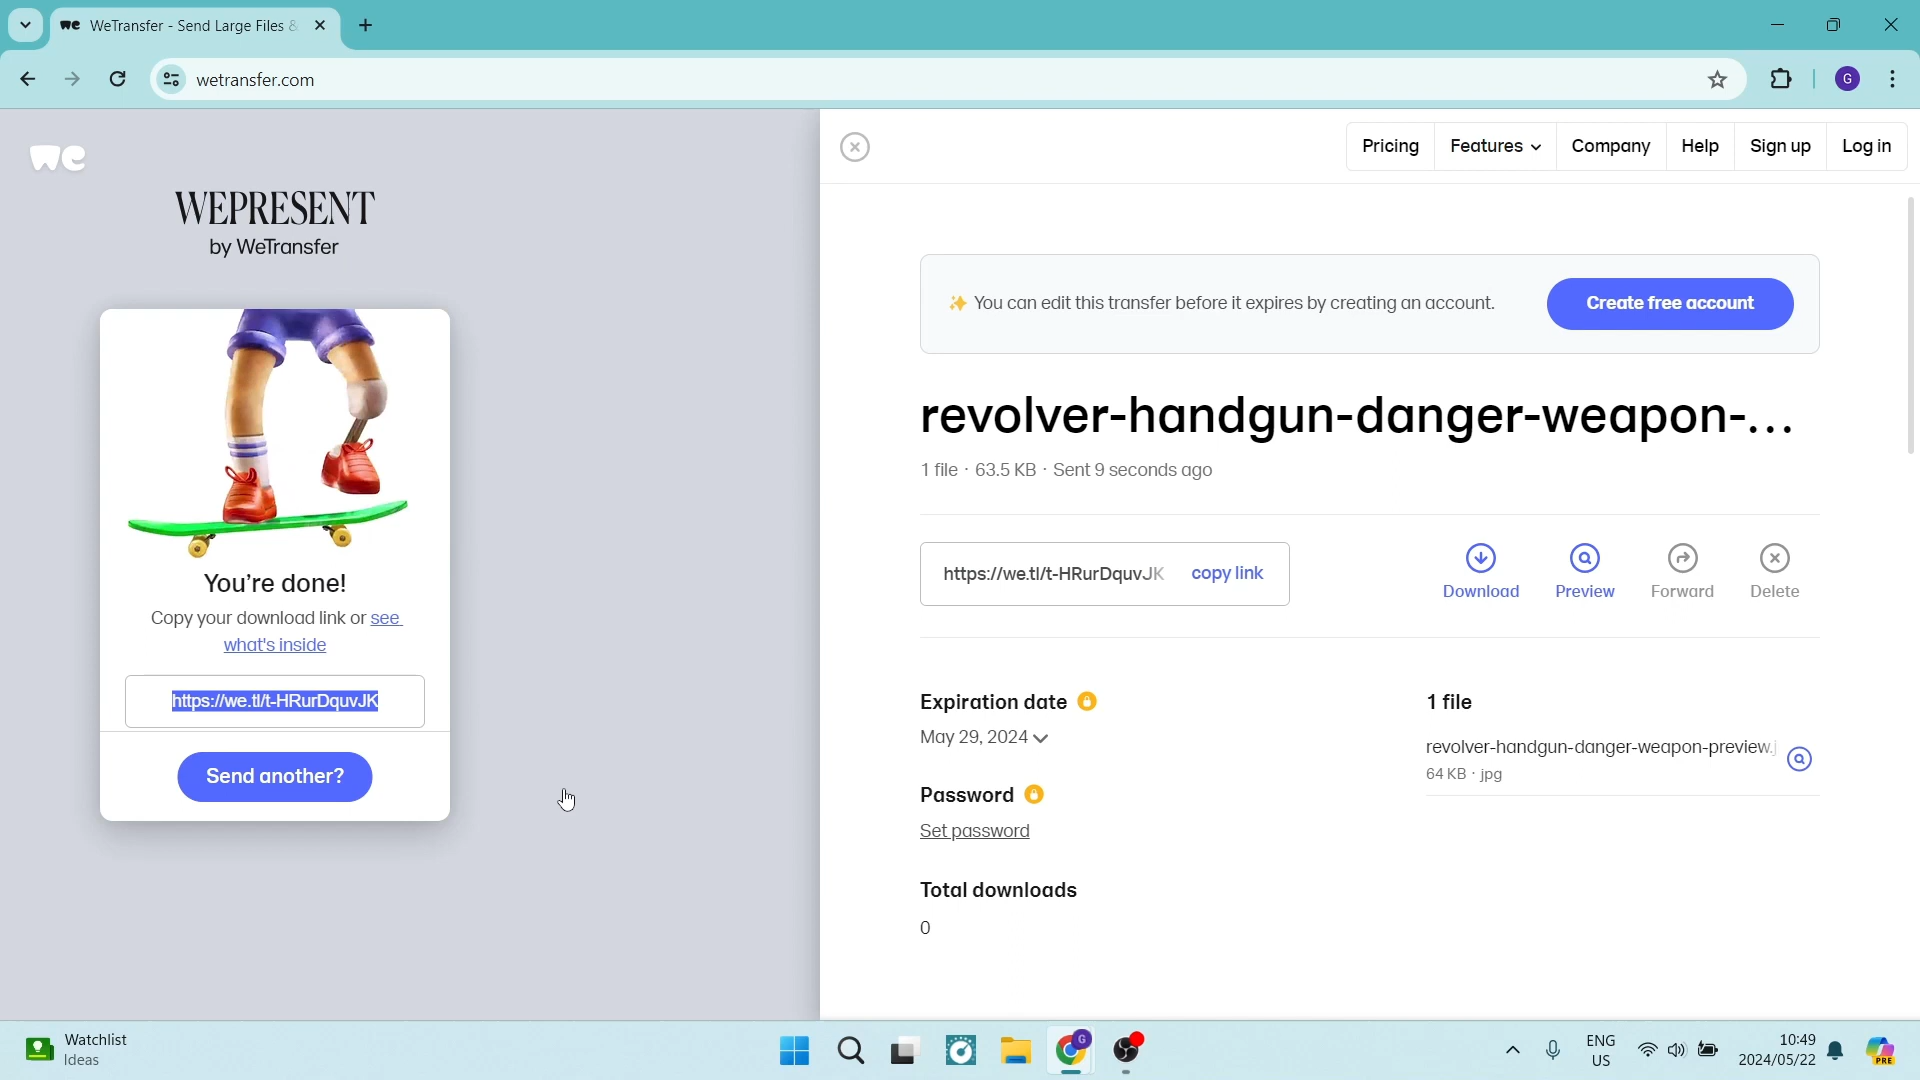 WeTransfer - Send Large Files &
wetransfer.com
G
we
WEPRESENT
by WeTransfer
You're done!
Copy your download link or see
what's inside
https://we.tl/t-HRurDquvJK
Send another?
Pricing
Features
Company
Help
Sign up
Log in
✨ You can edit this transfer before it expires by creating an account.
Create free account
revolver-handgun-danger-weapon-...
1 file · 63.5 KB · Sent 9 seconds ago
https://we.tl/t-HRurDquvJK
copy link
Download
Preview
Forward
Delete
Expiration date
May 29, 2024
Password
Set password
Total downloads
0
1 file
revolver-handgun-danger-weapon-preview.j
64 KB · jpg
Watchlist
Ideas
G
ENG
US
10:49
2024/05/22
PRE